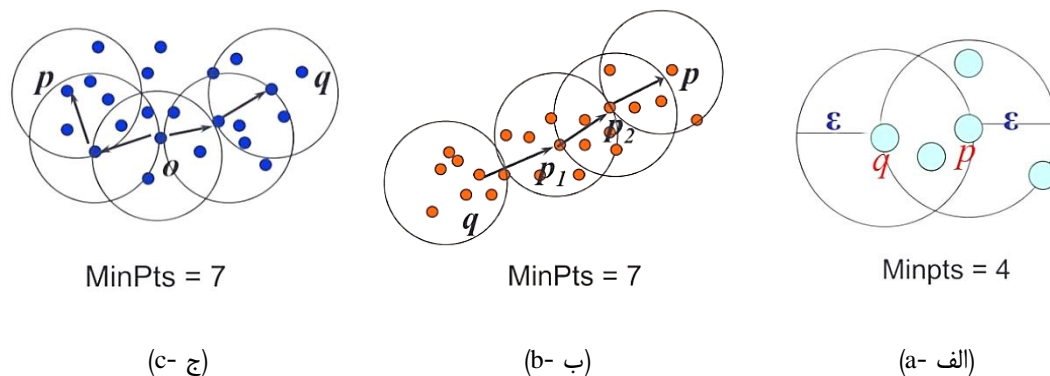 p
q
o
MinPts = 7
(c- ج)
p
p2
p1
q
MinPts = 7
(b- ب)
ε
ε
q
p
Minpts = 4
(a- الف)